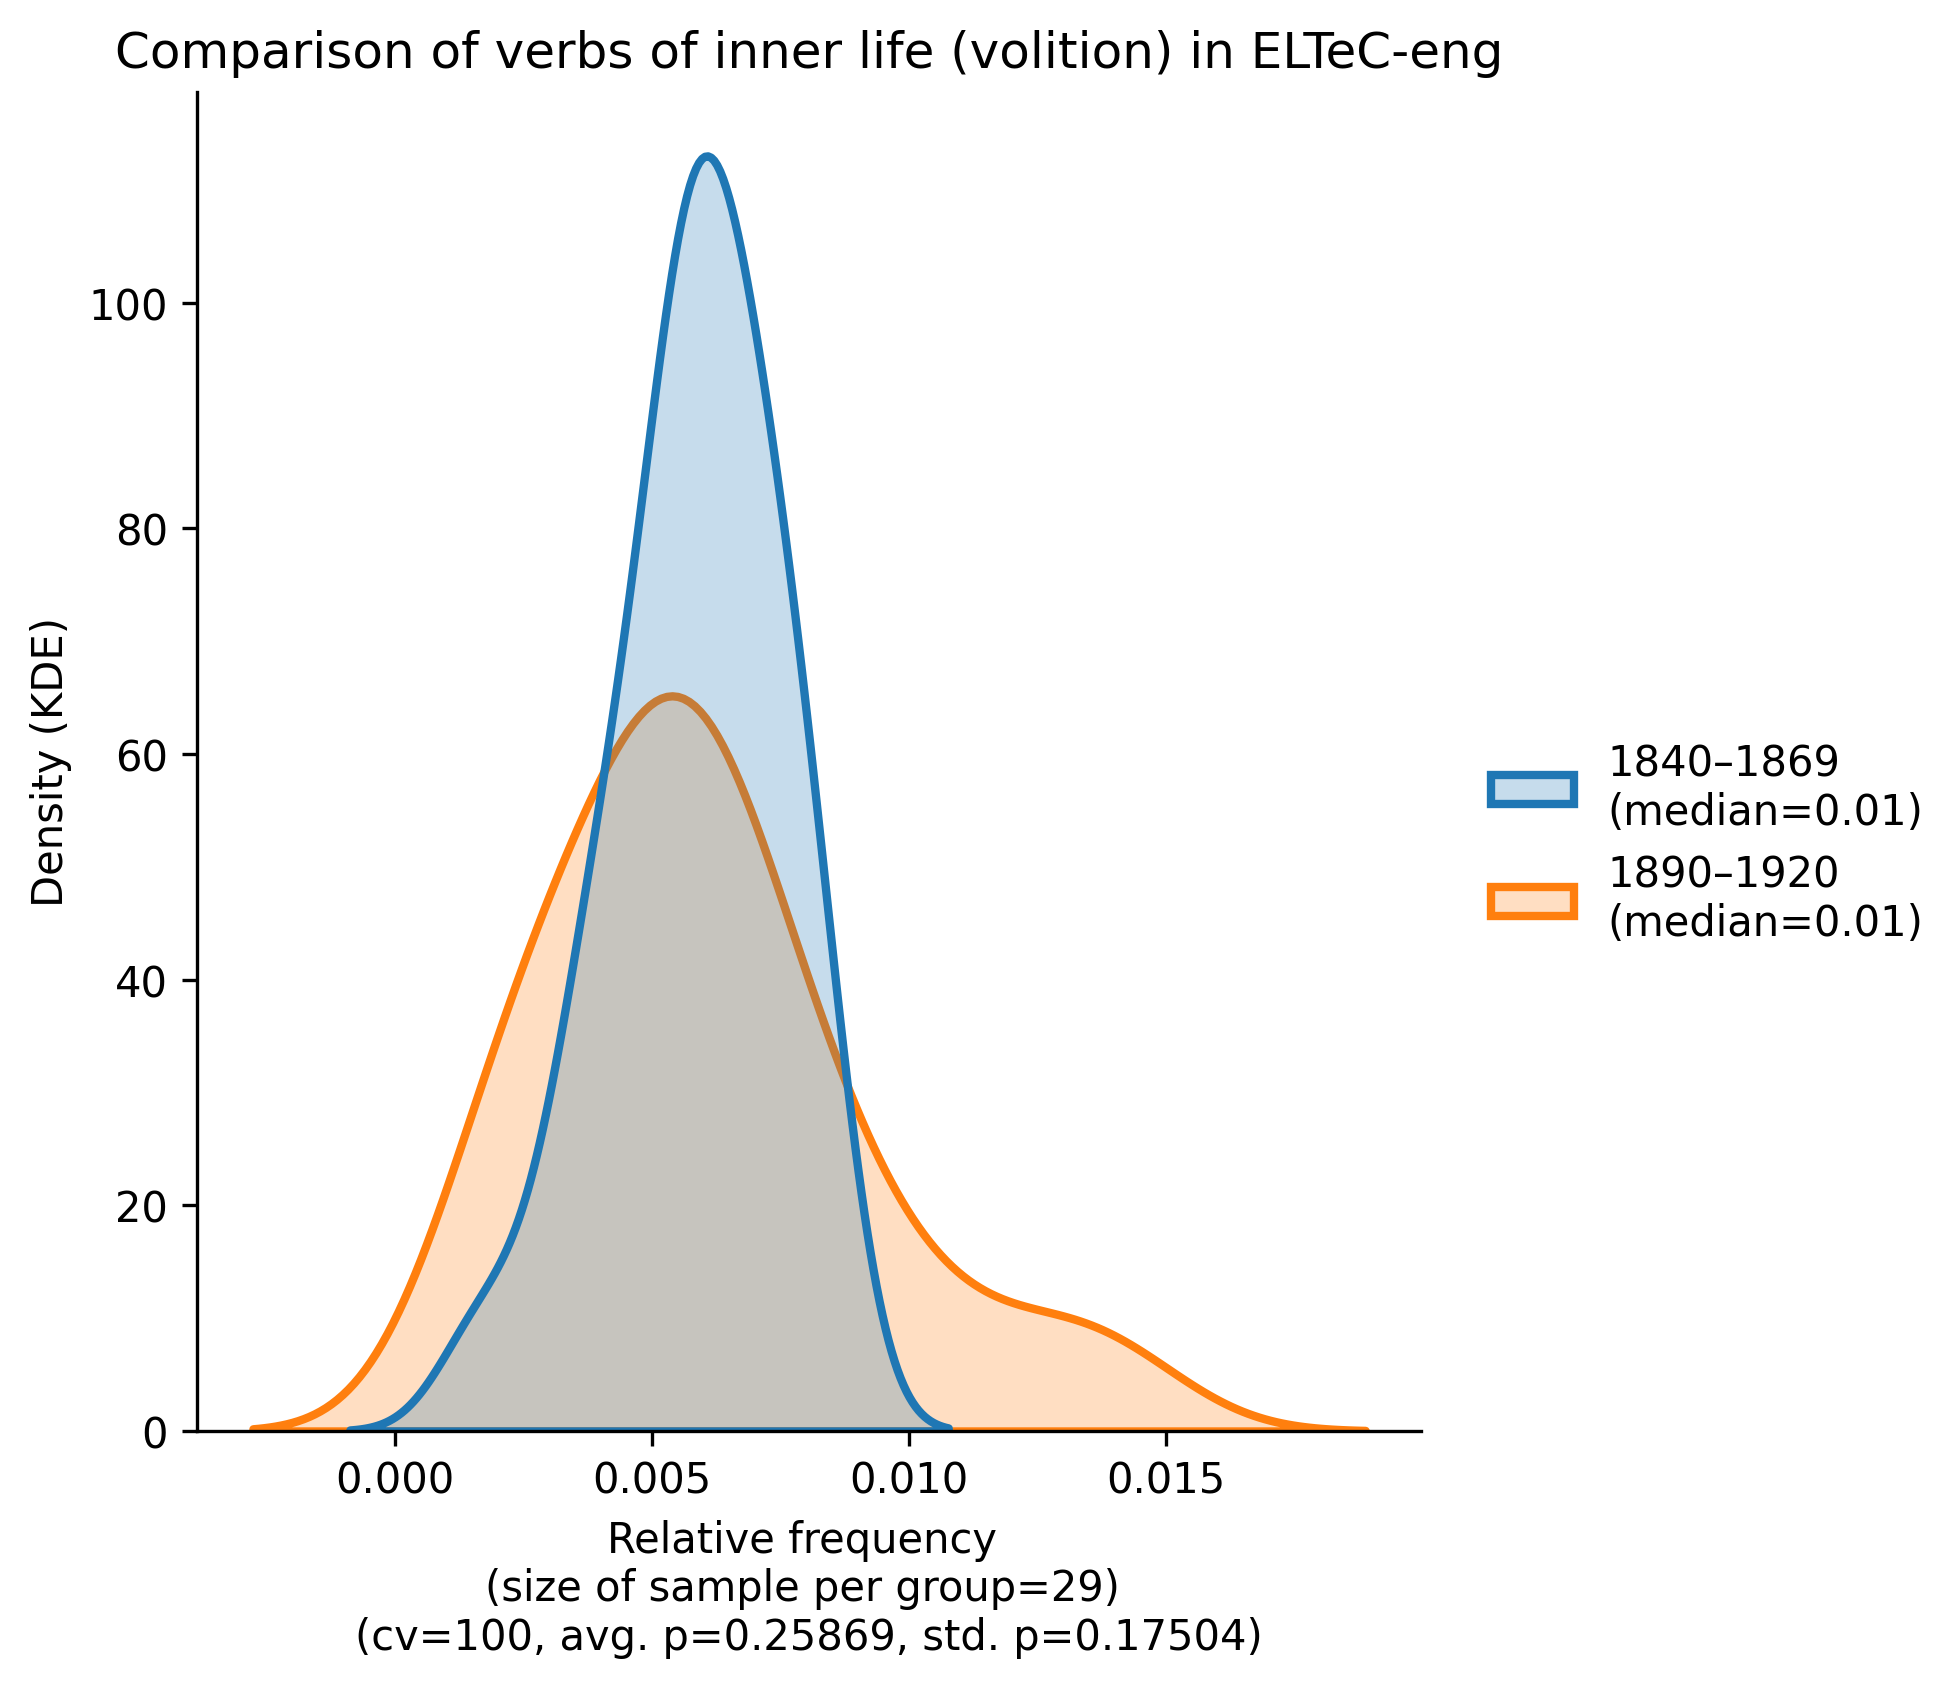 Comparison of verbs of inner life (volition) in ELTeC-eng
Density (KDE)
100
80
60
40
20
0
0.000 0.005 0.010 0.015
Relative frequency
(size of sample per group=29)
(cv=100, avg. p=0.25869, std. p=0.17504)
1840–1869
(median=0.01)
1890–1920
(median=0.01)